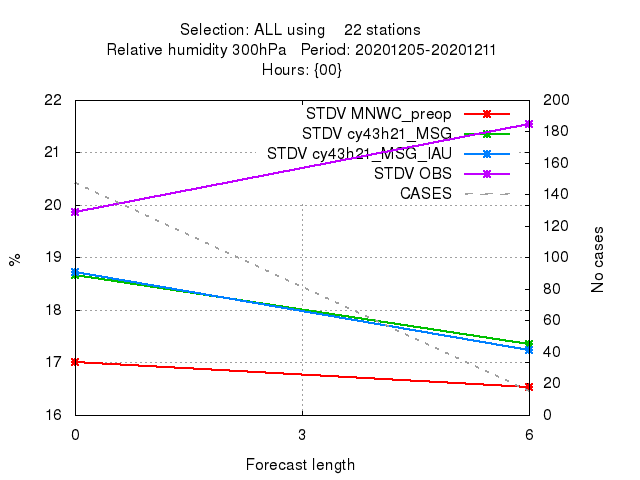 Selection: ALL using    22 stations
Relative humidity 300hPa   Period: 20201205-20201211
Hours: {00}
22
21
20
19
18
17
16
200
180
160
140
120
100
80
60
40
20
0
STDV MNWC_preop
STDV cy43h21_MSG
STDV cy43h21_MSG_IAU
STDV OBS
CASES
%
No cases
0
3
6
Forecast length